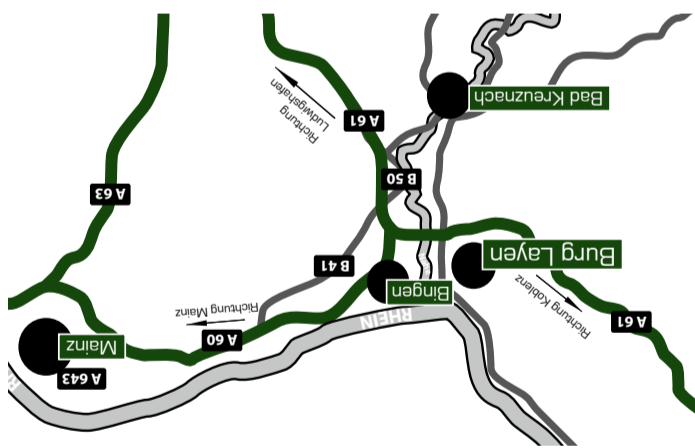 A 643
Mainz
A 60
A 61
RHEIN
Richtung Mainz
Richtung Koblenz
Bingen
B 41
Burg Layen
A 63
B 50
A 61
Richtung
Ludwigshafen
Bad Kreuznach